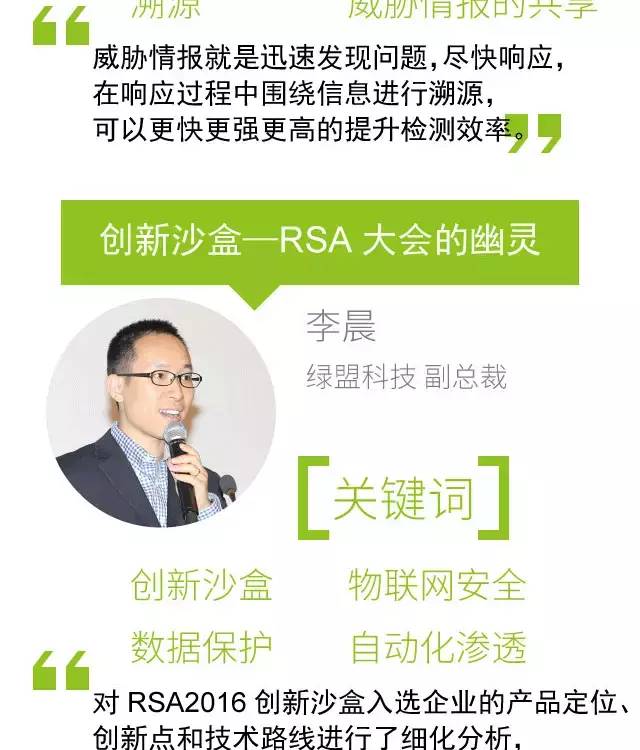 溯源 威胁情报的共享
威胁情报就是迅速发现问题，尽快响应，
在响应过程中围绕信息进行溯源，
可以更快更强更高的提升检测效率。
创新沙盒—RSA 大会的幽灵
李晨
绿盟科技 副总裁
关键词
创新沙盒 物联网安全
数据保护 自动化渗透
对 RSA2016 创新沙盒入选企业的产品定位、
创新点和技术路线进行了细化分析，